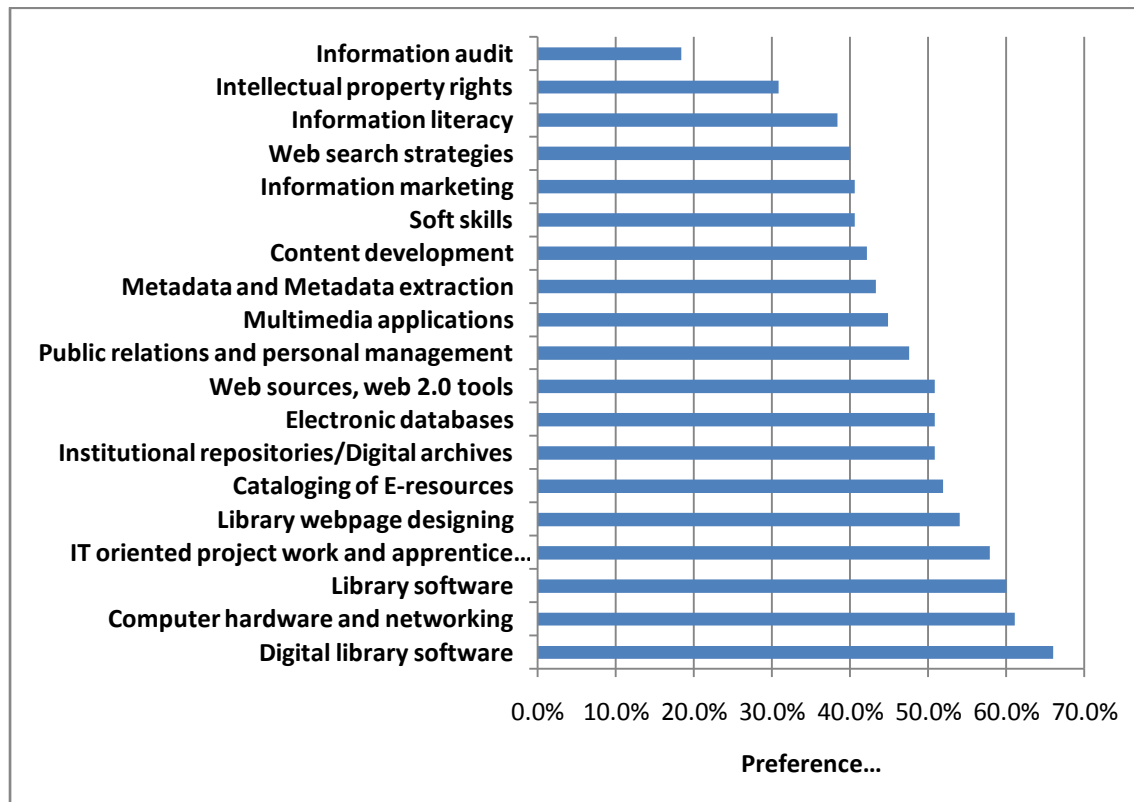 Information audit
Intellectual property rights
Information literacy
Web search strategies
Information marketing
Soft skills
Content development
Metadata and Metadata extraction
Multimedia applications
Public relations and personal management
Web sources, web 2.0 tools
Electronic databases
Institutional repositories/Digital archives
Cataloging of E-resources
Library webpage designing
IT oriented project work and apprentice…
Library software
Computer hardware and networking
Digital library software
0.0% 10.0% 20.0% 30.0% 40.0% 50.0% 60.0% 70.0%
Preference…